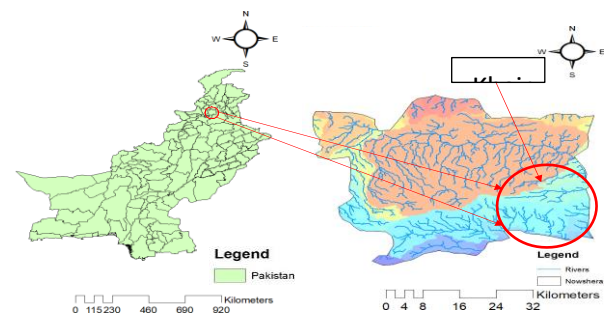 N
W E
S
Legend
Pakistan
Kilometers
0 115 230 460 690 920
N
W E
S
Legend
Rivers
Nowshera
Kilometers
0 4 8 16 24 32